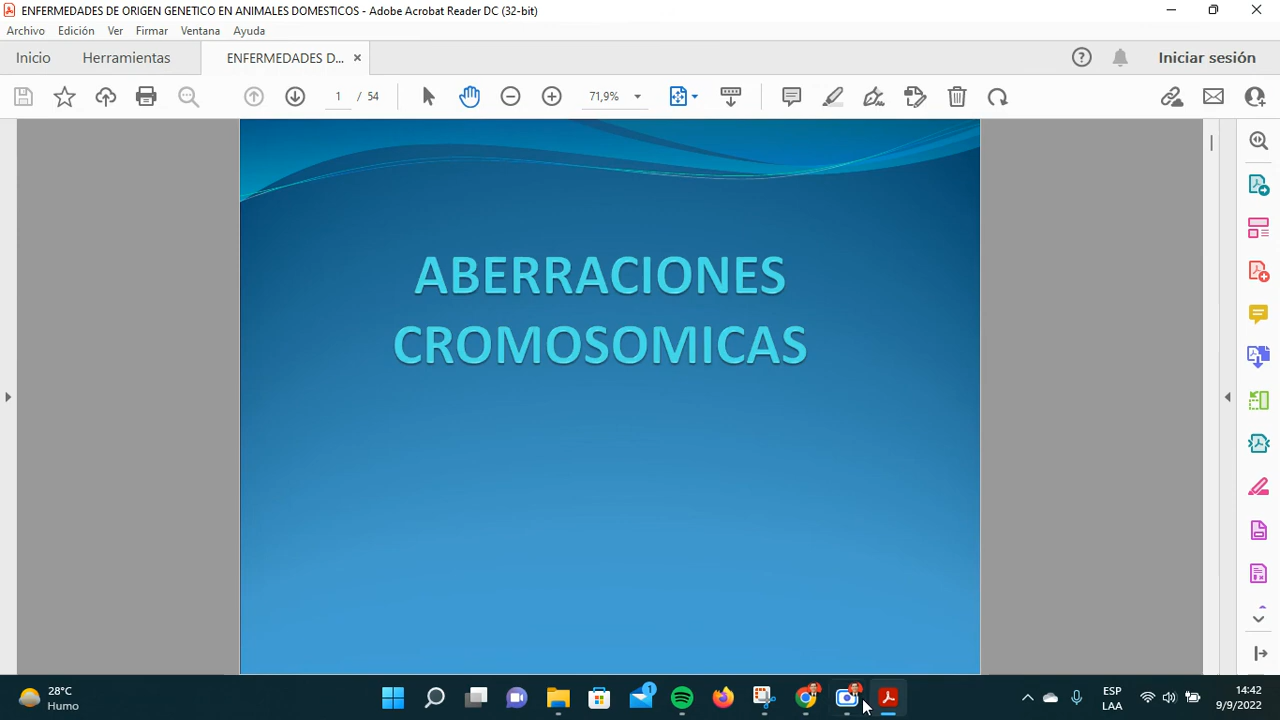 ENFERMEDADES DE ORIGEN GENETICO EN ANIMALES DOMESTICOS - Adobe Acrobat Reader DC (32-bit)
Archivo Edición Ver Firmar Ventana Ayuda
Inicio Herramientas ENFERMEDADES D... × Iniciar sesión
1 / 54 71,9%
ABERRACIONES
CROMOSOMICAS
28°C
Humo
1
ESP
LAA
14:42
9/9/2022